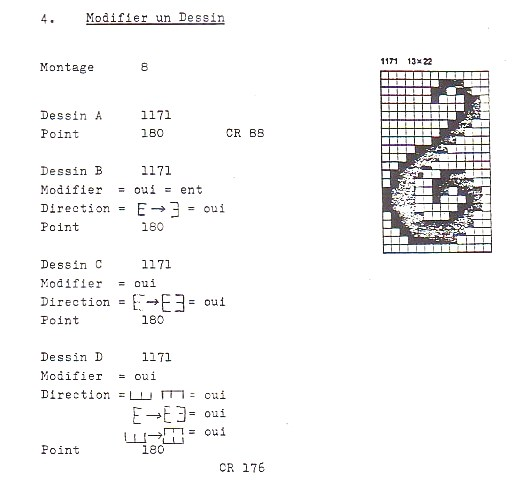 4. Modifier un Dessin
Montage 8
1171 13×22
Dessin A 1171
Point 180 CR 88
Dessin B 1171
Modifier = oui = ent
Direction = E → Ǝ = oui
Point 180
Dessin C 1171
Modifier = oui
Direction = E → E Ǝ = oui
Point 180
Dessin D 1171
Modifier = oui
Direction = = oui
E → E Ǝ = oui
→ = oui
Point 180
CR 176